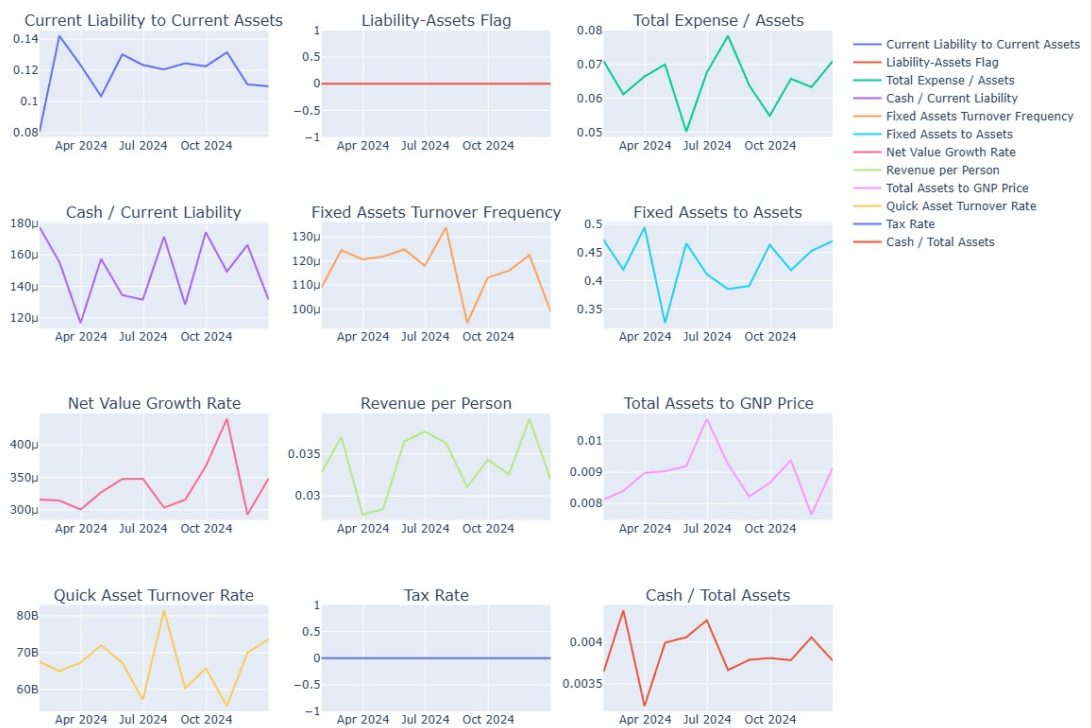 Current Liability to Current Assets
Liability-Assets Flag
Total Expense / Assets
0.14
0.12
0.1
0.08
Apr 2024 Jul 2024 Oct 2024
1
0.5
0
−0.5
−1
Apr 2024 Jul 2024 Oct 2024
0.08
0.07
0.06
0.05
Apr 2024 Jul 2024 Oct 2024
Current Liability to Current Assets
Liability-Assets Flag
Total Expense / Assets
Cash / Current Liability
Fixed Assets Turnover Frequency
Fixed Assets to Assets
Net Value Growth Rate
Revenue per Person
Total Assets to GNP Price
Quick Asset Turnover Rate
Tax Rate
Cash / Total Assets
Cash / Current Liability
Fixed Assets Turnover Frequency
Fixed Assets to Assets
180μ
160μ
140μ
120μ
Apr 2024 Jul 2024 Oct 2024
130μ
120μ
110μ
100μ
Apr 2024 Jul 2024 Oct 2024
0.5
0.45
0.4
0.35
Apr 2024 Jul 2024 Oct 2024
Net Value Growth Rate
Revenue per Person
Total Assets to GNP Price
400μ
350μ
300μ
Apr 2024 Jul 2024 Oct 2024
0.035
0.03
Apr 2024 Jul 2024 Oct 2024
0.01
0.009
0.008
Apr 2024 Jul 2024 Oct 2024
Quick Asset Turnover Rate
Tax Rate
Cash / Total Assets
80B
70B
60B
Apr 2024 Jul 2024 Oct 2024
1
0.5
0
−0.5
−1
Apr 2024 Jul 2024 Oct 2024
0.004
0.0035
Apr 2024 Jul 2024 Oct 2024